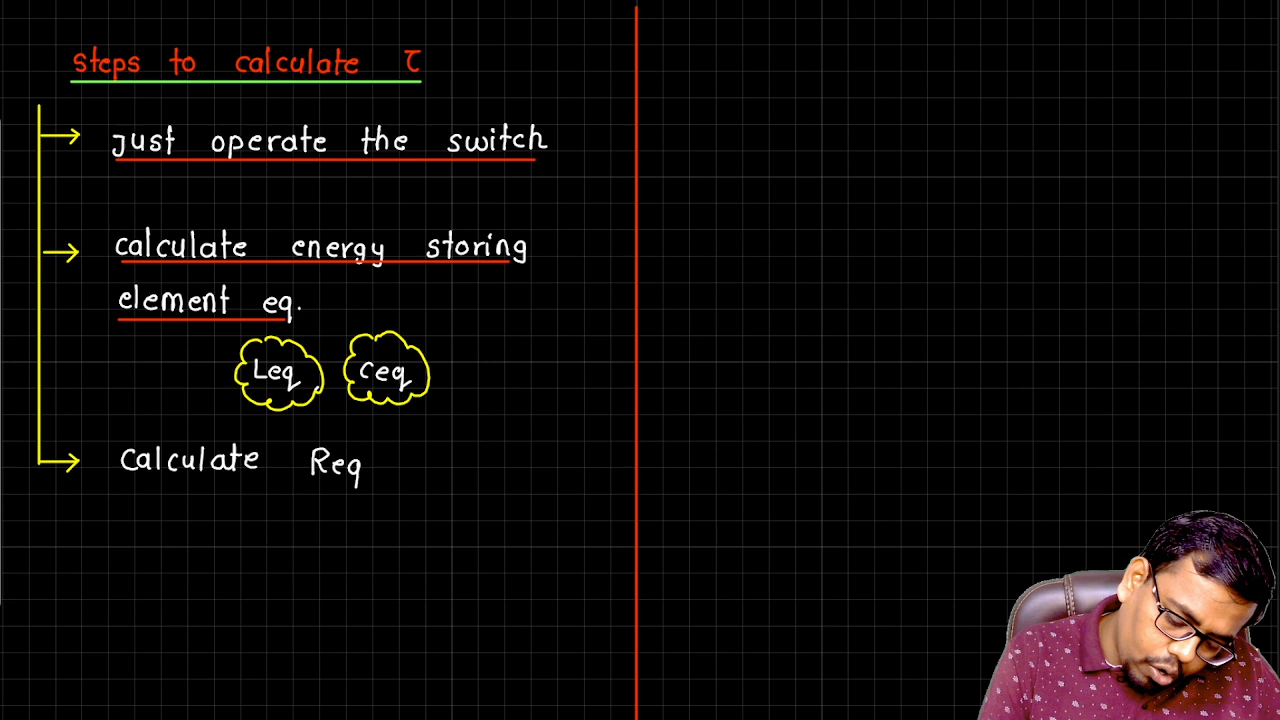 steps to calculate τ
just operate the switch
calculate energy storing
element eq.
Leq Ceq
Calculate Req